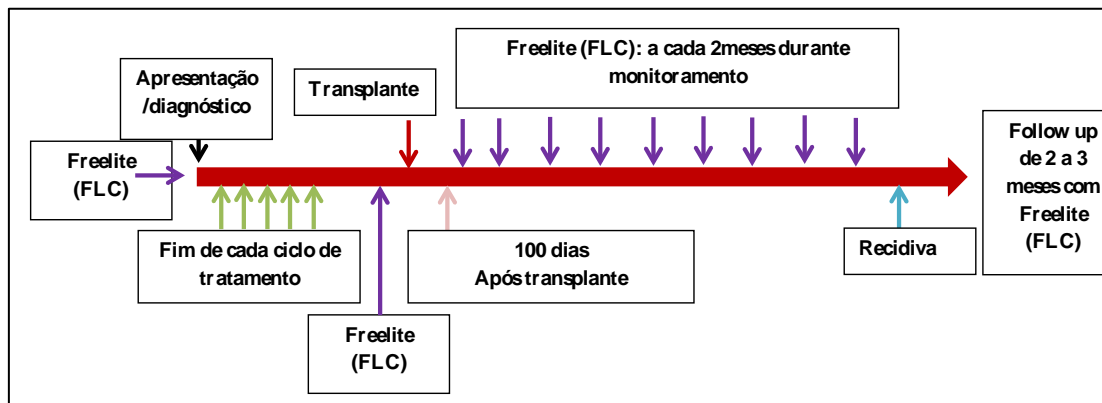 Apresentação
/diagnóstico
Transplante
Freelite (FLC): a cada 2meses durante
monitoramento
Freelite
(FLC)
Follow up
de 2 a 3
meses com
Freelite
(FLC)
Fim de cada ciclo de
tratamento
100 dias
Após transplante
Recidiva
Freelite
(FLC)